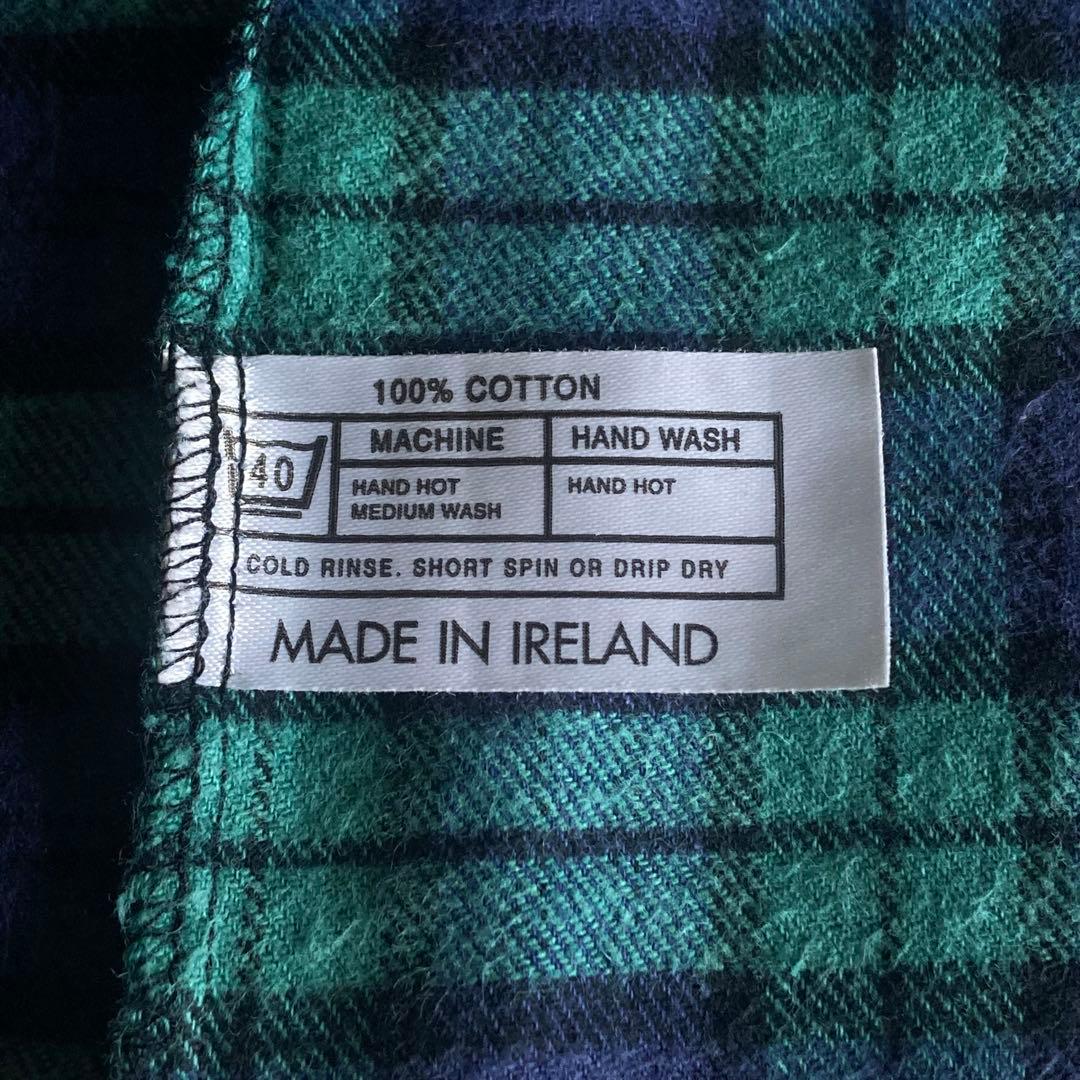 100% COTTON
40
MACHINE
HAND WASH
HAND HOT
MEDIUM WASH
HAND HOT
COLD RINSE. SHORT SPIN OR DRIP DRY
MADE IN IRELAND